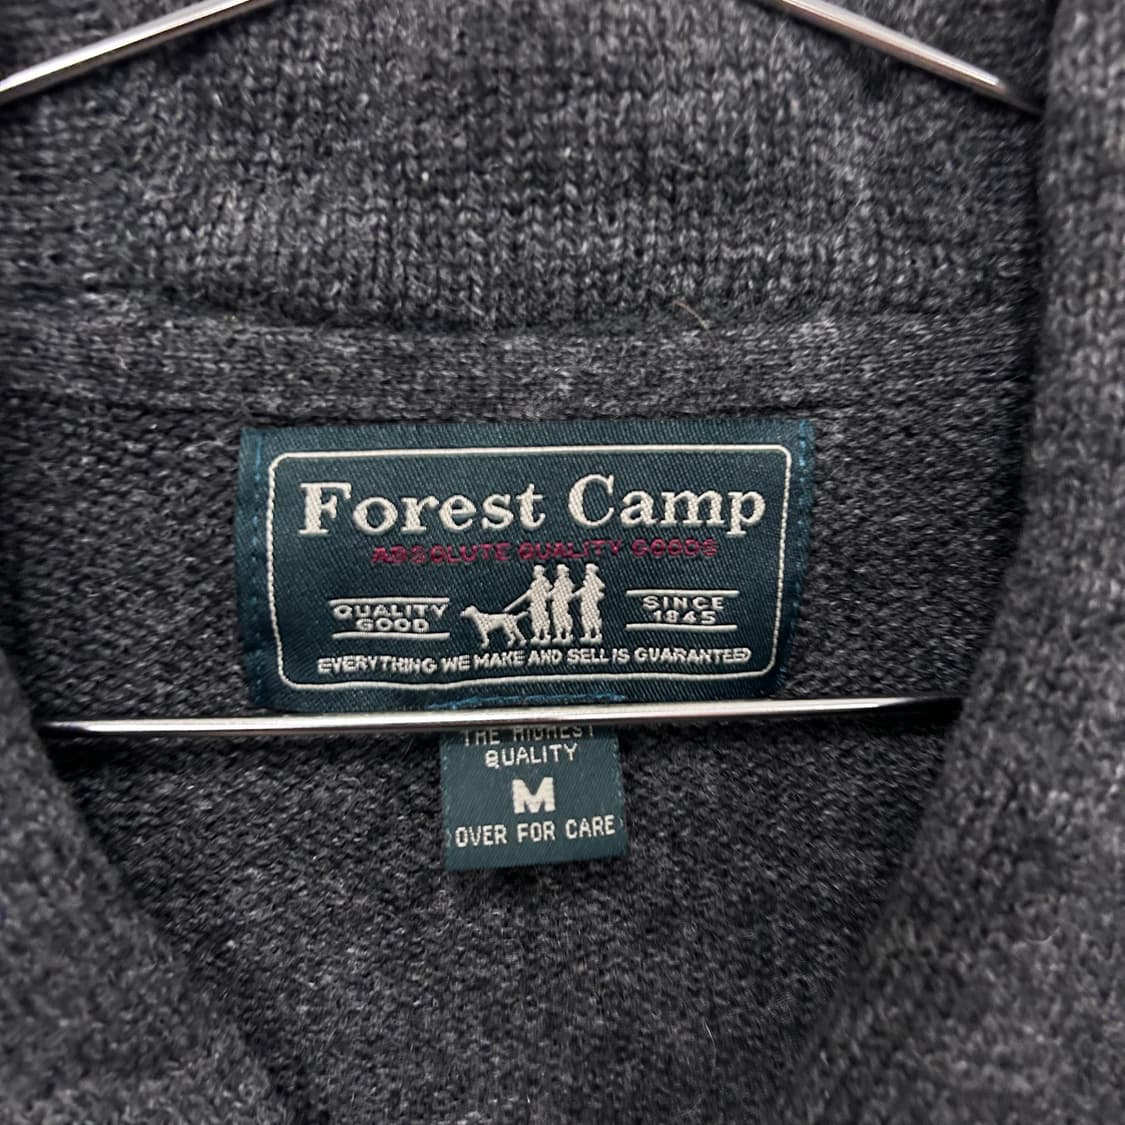 Forest Camp
ABSOLUTE QUALITY GOODS
QUALITY
GOOD
SINCE
1845
EVERYTHING WE MAKE AND SELL IS GUARANTEED
THE HIGHEST
QUALITY
M
OVER FOR CARE